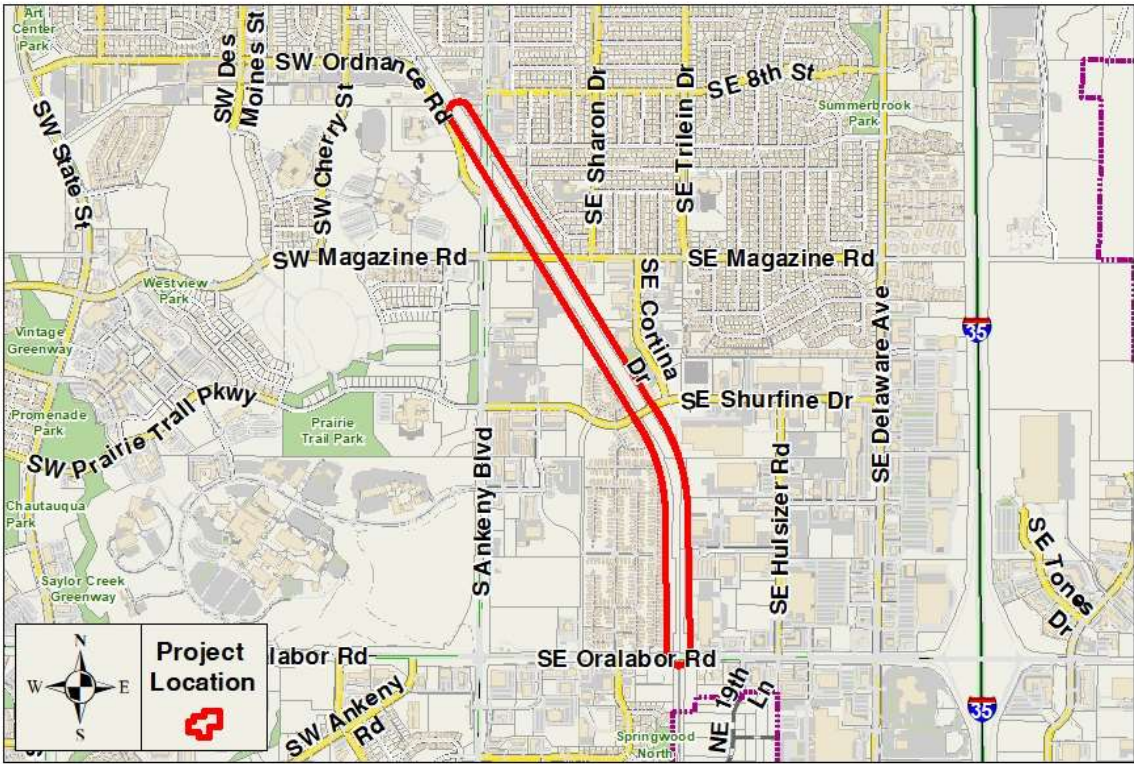 Art
Center
Park
SW Des
Moines St
SW Ordnance Rd
SW Cherry St
SE Sharon Dr
SE Trilein Dr
SE 8th St
Summerbrook
Park
SW State St
SW Magazine Rd
SE Magazine Rd
SE Cortina
Dr
Westview
Park
Vintage
Greenway
35
SE Delaware Ave
SE Shurfine Dr
Promenade
Park
SW Prairie Trail Pkwy
Prairie
Trail Park
S Ankeny Blvd
SE Hulsizer Rd
Chautauqua
Park
Saylor Creek
Greenway
SE Tones
Dr
N
W
E
S
Project
Location
alabor Rd
SE Oralabor Rd
SW Ankeny
Rd
NE 19th
Ln
Springwood
North
35